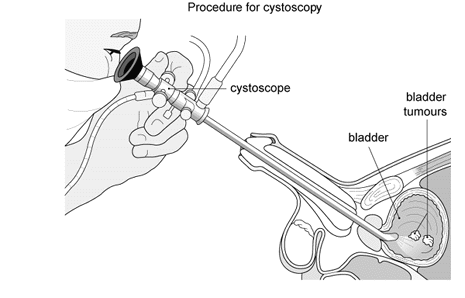 Procedure for cystoscopy
cystoscope
bladder
tumours
bladder